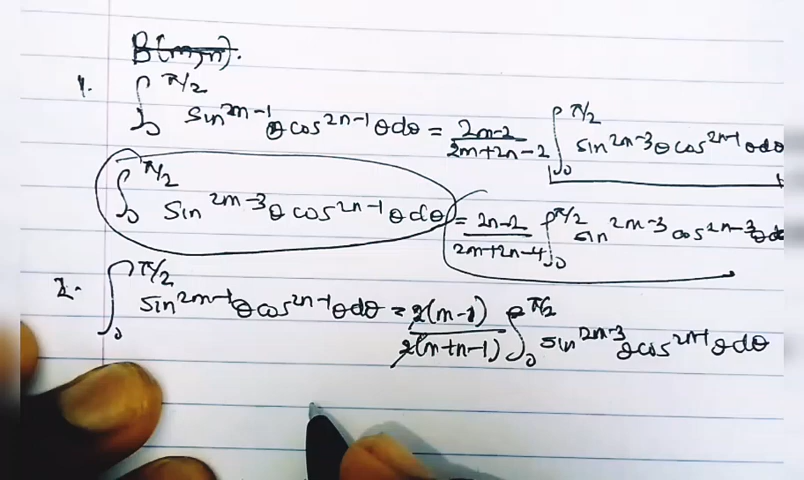 B(m,n).
1. ∫₀^π/2 sin^2m-1 θ cos^2n-1 θdθ = 2m-2/2m+2n-2 ∫₀^π/2 sin^2m-3 θ cos^2n-1 θdθ
∫₀^π/2 sin^2m-3 θ cos^2n-1 θ dθ = 2n-2/2m+2n-4 ∫₀^π/2 sin^2m-3 cos^2n-3 θ d
2. ∫₀^π/2 sin^2m-1 θ cos^2n-1 θ dθ = 2(m-1)/2(m+n-1) ∫₀^π/2 sin^2m-3 θ cos^2n-1 θ dθ